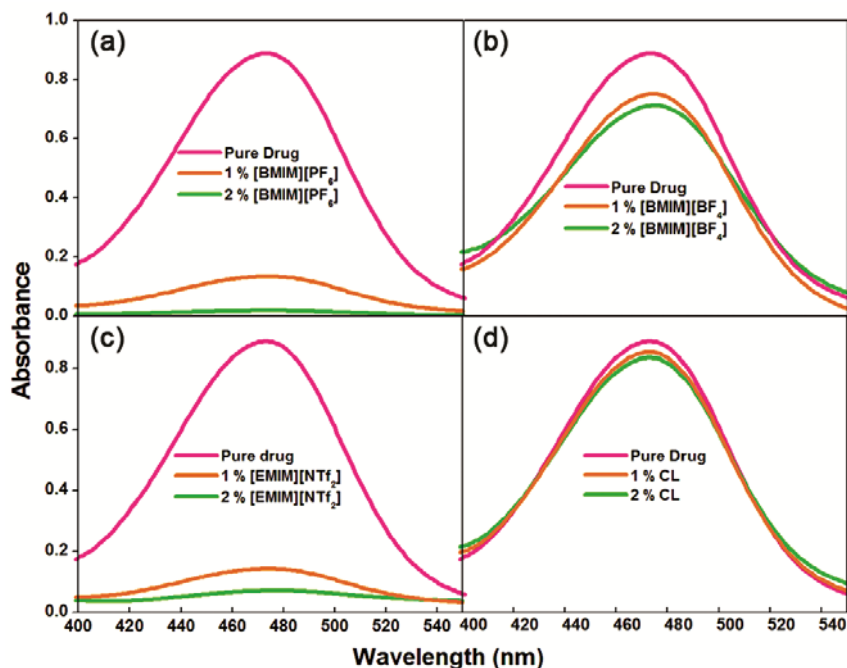 Absorbance
1.0
0.8
0.6
0.4
0.2
0.0
(a)
Pure Drug
1 % [BMIM][PF6]
2 % [BMIM][PF6]
(b)
Pure Drug
1 % [BMIM][BF4]
2 % [BMIM][BF4]
0.8
0.6
0.4
0.2
0.0
(c)
Pure drug
1 % [EMIM][NTf2]
2 % [EMIM][NTf2]
(d)
Pure Drug
1 % CL
2 % CL
400 420 440 460 480 500 520 540 400 420 440 460 480 500 520 540
Wavelength (nm)